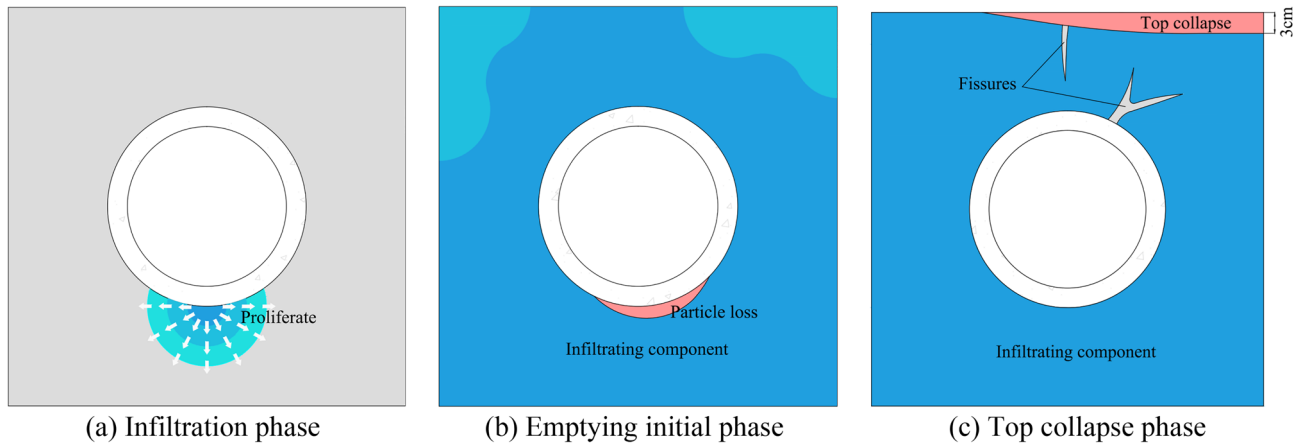 Proliferate
(a) Infiltration phase
Particle loss
Infiltrating component
(b) Emptying initial phase
Top collapse
3cm
Fissures
Infiltrating component
(c) Top collapse phase